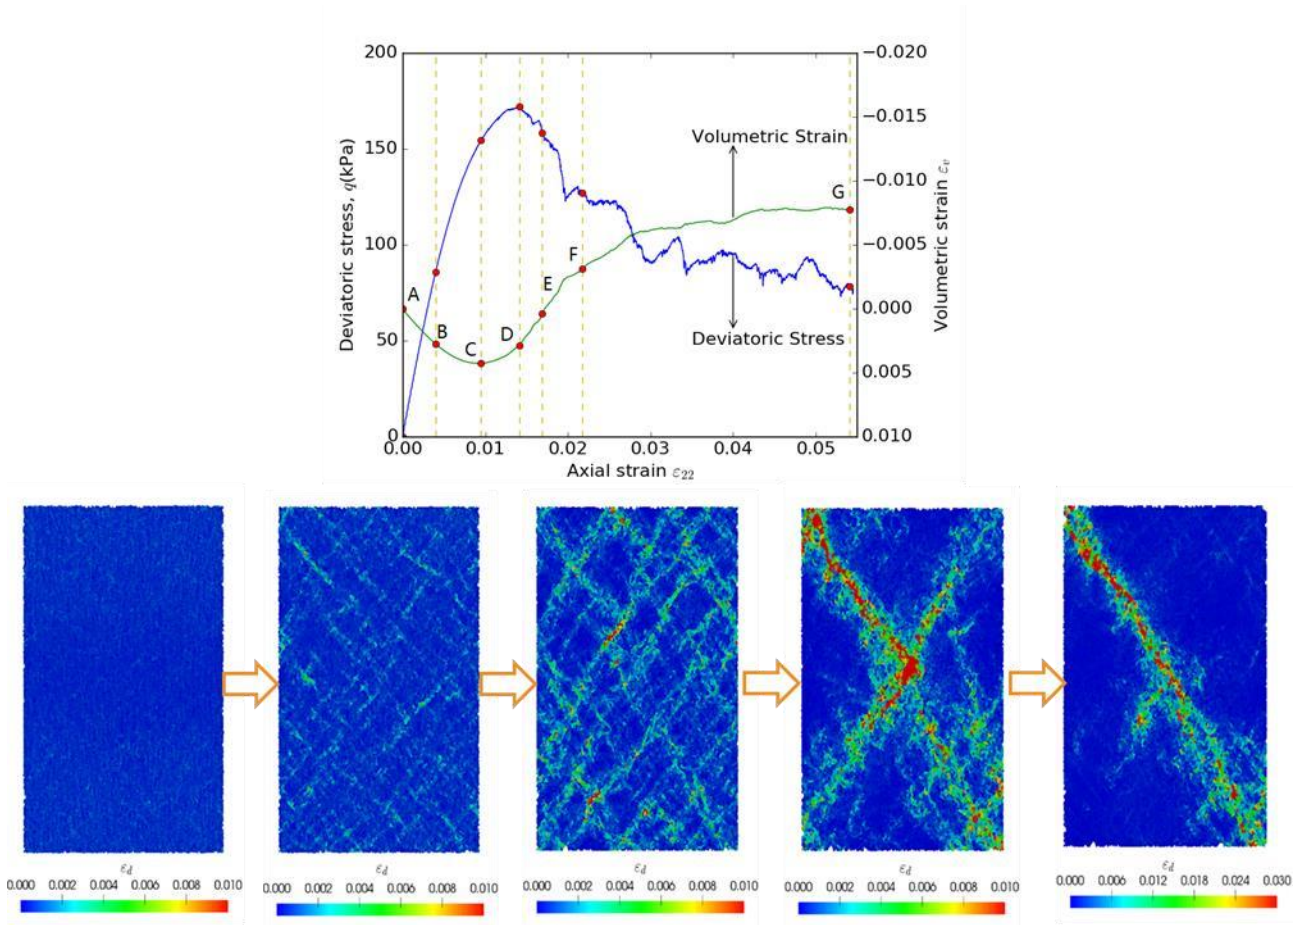 200
150
100
50
0
Deviatoric stress, q(kPa)
−0.020
−0.015
−0.010
−0.005
0.000
0.005
0.010
Volumetric strain εv
Volumetric Strain
Deviatoric Stress
A
B
C
D
E
F
G
0.00 0.01 0.02 0.03 0.04 0.05
Axial strain ε22
εd
0.000 0.002 0.004 0.006 0.008 0.010
εd
0.000 0.002 0.004 0.006 0.008 0.010
εd
0.000 0.002 0.004 0.006 0.008 0.010
εd
0.000 0.002 0.004 0.006 0.008 0.010
εd
0.000 0.006 0.012 0.018 0.024 0.030